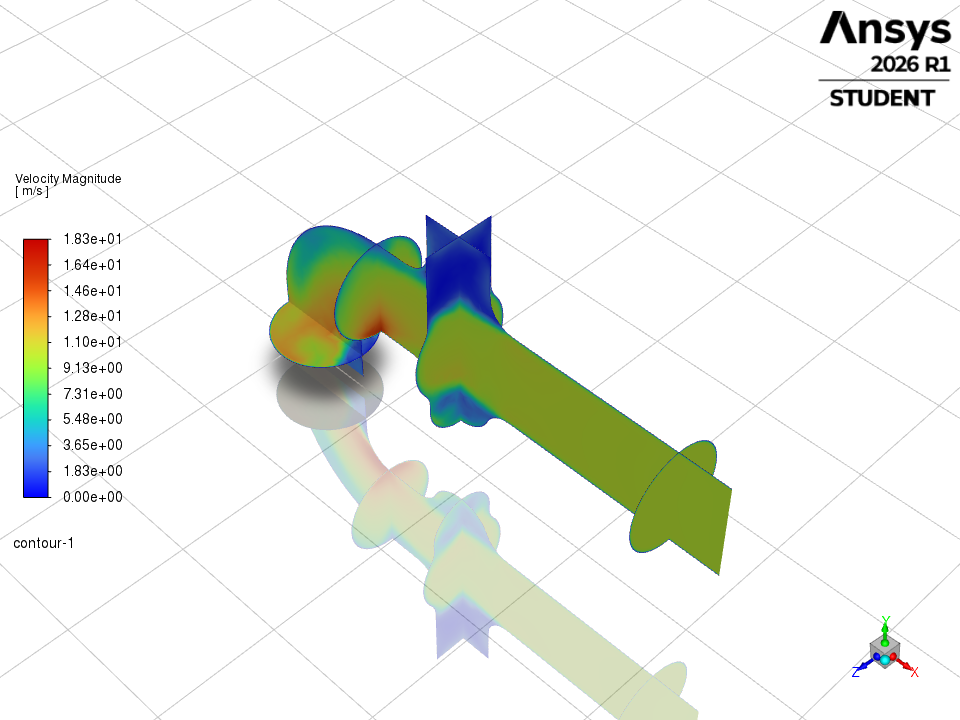 Ansys
2026 R1
STUDENT
Velocity Magnitude
[ m/s ]
1.83e+01
1.64e+01
1.46e+01
1.28e+01
1.10e+01
9.13e+00
7.31e+00
5.48e+00
3.65e+00
1.83e+00
0.00e+00
contour-1
Y
Z
X